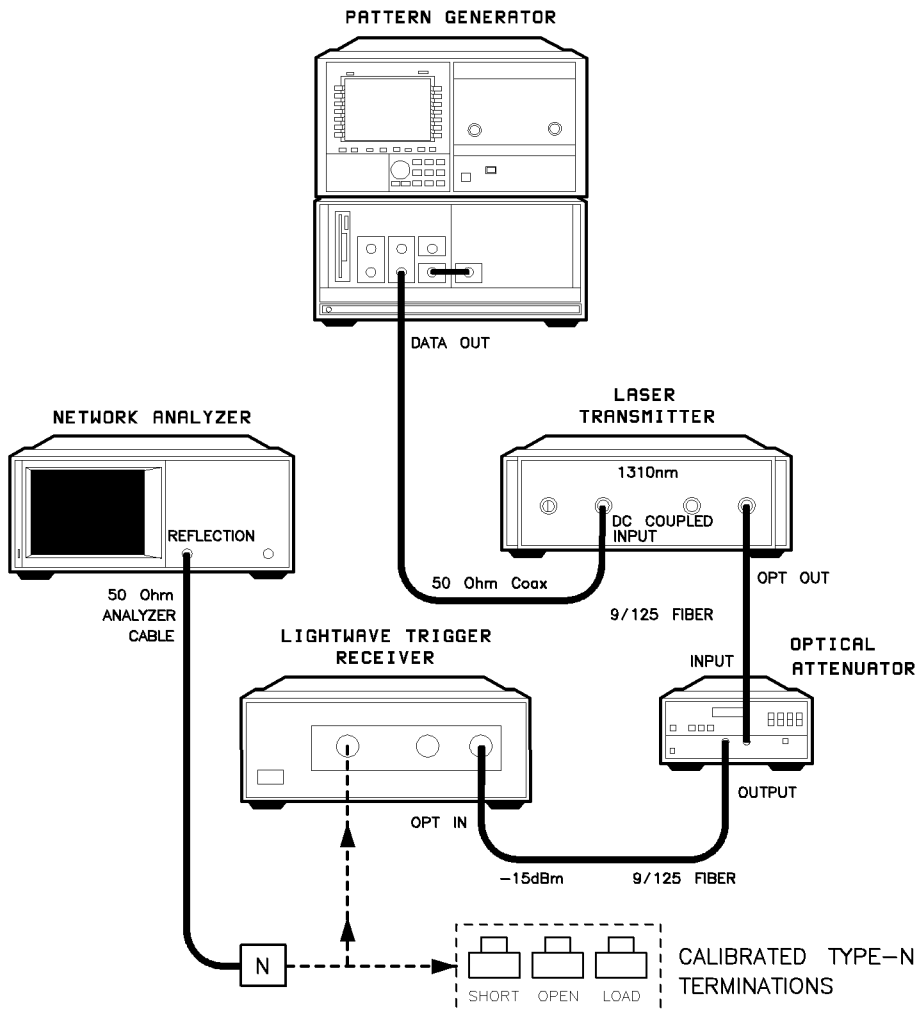 PATTERN GENERATOR
DATA OUT
LASER
TRANSMITTER
NETWORK ANALYZER
1310nm
DC COUPLED
INPUT
REFLECTION
50 Ohm Coax
OPT OUT
50 Ohm
ANALYZER
CABLE
9/125 FIBER
LIGHTWAVE TRIGGER
RECEIVER
OPTICAL
ATTENUATOR
INPUT
OUTPUT
OPT IN
-15dBm
9/125 FIBER
N
CALIBRATED TYPE-N
TERMINATIONS
SHORT OPEN LOAD